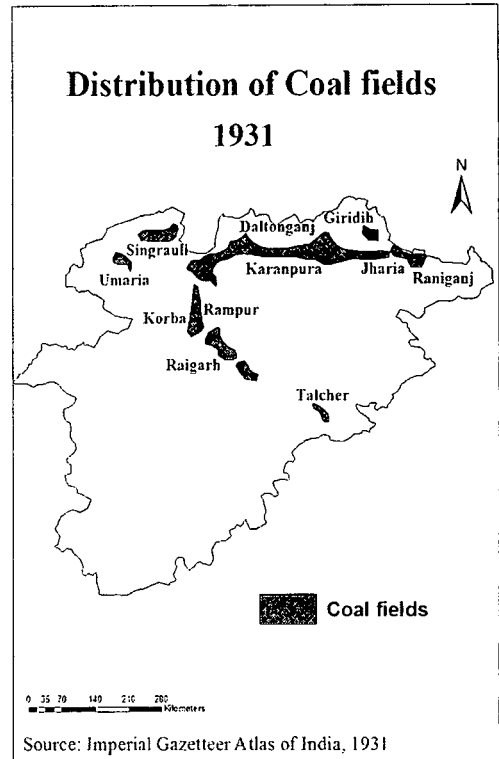 Distribution of Coal fields
1931
N
Daltonganj Giridih
Singrauli
Umaria
Karanpura
Jharia
Raniganj
Korba
Rampur
Raigarh
Talcher
Coal fields
0 35 70 140 210 280
Kilometers
Source: Imperial Gazetteer Atlas of India, 1931